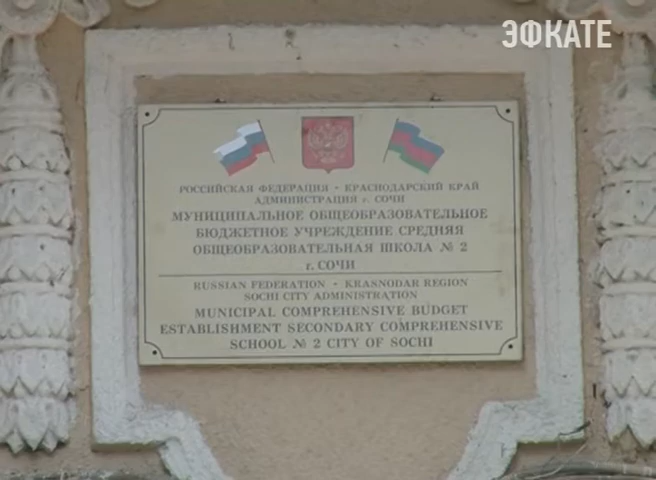 ЭФКАТЕ
РОССИЙСКАЯ ФЕДЕРАЦИЯ - КРАСНОДАРСКИЙ КРАЙ
АДМИНИСТРАЦИЯ г. СОЧИ
МУНИЦИПАЛЬНОЕ ОБЩЕОБРАЗОВАТЕЛЬНОЕ
БЮДЖЕТНОЕ УЧРЕЖДЕНИЕ СРЕДНЯЯ
ОБЩЕОБРАЗОВАТЕЛЬНАЯ ШКОЛА № 2
г. СОЧИ
RUSSIAN FEDERATION - KRASNODAR REGION
SOCHI CITY ADMINISTRATION
MUNICIPAL COMPREHENSIVE BUDGET
ESTABLISHMENT SECONDARY COMPREHENSIVE
SCHOOL № 2 CITY OF SOCHI